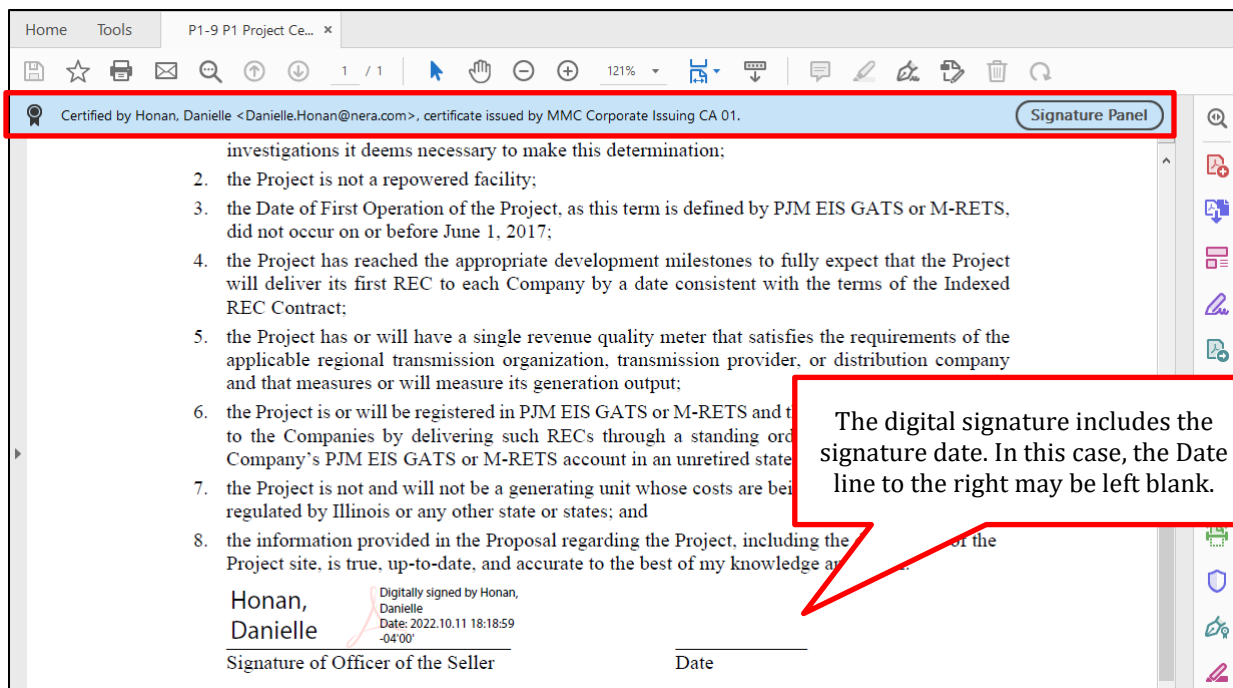 Home Tools P1-9 P1 Project Ce... ×
1 / 1 121%
Certified by Honan, Danielle <Danielle.Honan@nera.com>, certificate issued by MMC Corporate Issuing CA 01. Signature Panel
investigations it deems necessary to make this determination;
2. the Project is not a repowered facility;
3. the Date of First Operation of the Project, as this term is defined by PJM EIS GATS or M-RETS,
did not occur on or before June 1, 2017;
4. the Project has reached the appropriate development milestones to fully expect that the Project
will deliver its first REC to each Company by a date consistent with the terms of the Indexed
REC Contract;
5. the Project has or will have a single revenue quality meter that satisfies the requirements of the
applicable regional transmission organization, transmission provider, or distribution company
and that measures or will measure its generation output;
6. the Project is or will be registered in PJM EIS GATS or M-RETS and
to the Companies by delivering such RECs through a standing
Company's PJM EIS GATS or M-RETS account in an unretired state
7. the Project is not and will not be a generating unit whose costs are
regulated by Illinois or any other state or states; and
8. the information provided in the Proposal regarding the Project, including the of the
Project site, is true, up-to-date, and accurate to the best of my knowledge
The digital signature includes the
signature date. In this case, the Date
line to the right may be left blank.
Honan,
Danielle
Digitally signed by Honan,
Danielle
Date: 2022.10.11 18:18:59
-04'00'
Signature of Officer of the Seller Date